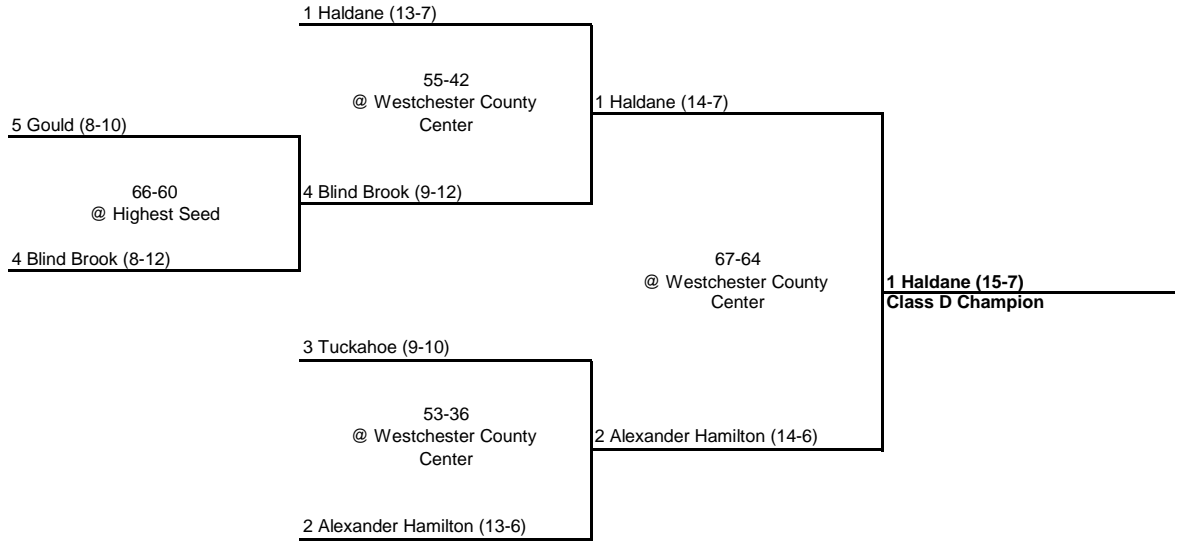 1 Haldane (13-7)
55-42
@ Westchester County
Center
1 Haldane (14-7)
5 Gould (8-10)
66-60
@ Highest Seed
4 Blind Brook (9-12)
4 Blind Brook (8-12)
67-64
@ Westchester County
Center
1 Haldane (15-7)
Class D Champion
3 Tuckahoe (9-10)
53-36
@ Westchester County
Center
2 Alexander Hamilton (14-6)
2 Alexander Hamilton (13-6)